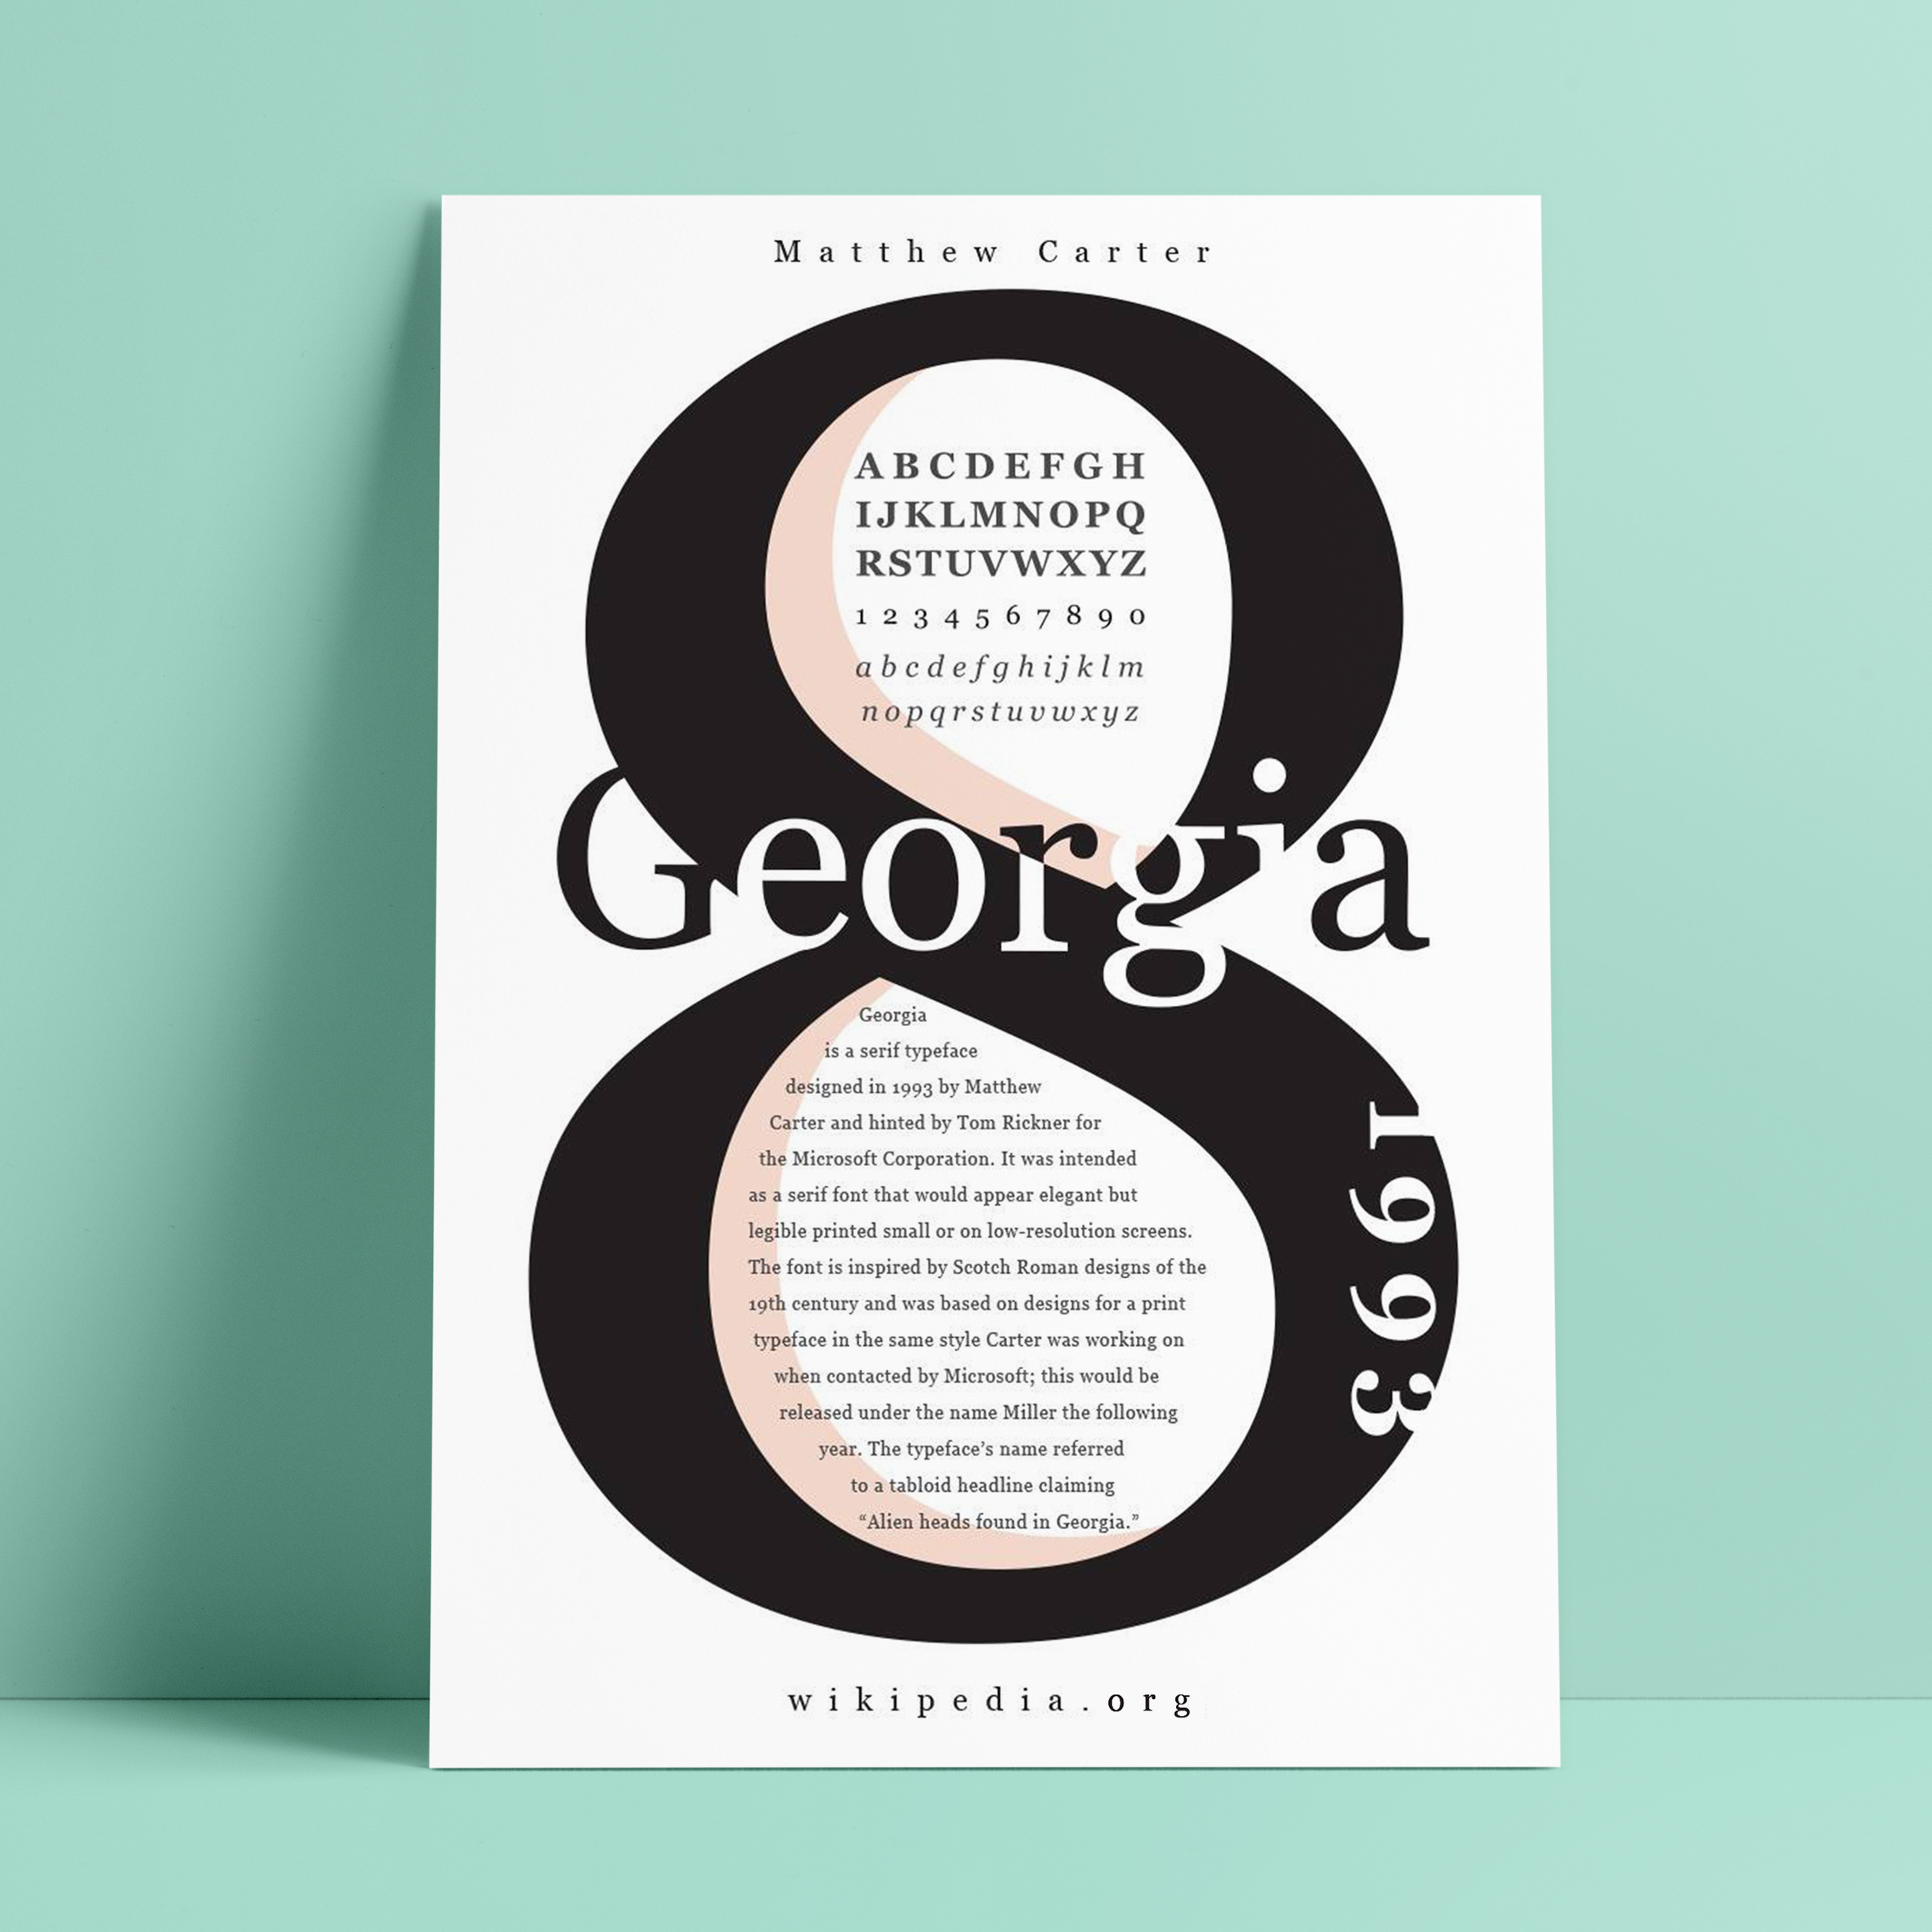 Matthew Carter
8
ABCDEFGH
IJKLMNOPQ
RSTUVWXYZ
1234567890
abcdefghijklm
nopqrstuvwxyz
Georgia
Georgia
is a serif typeface
designed in 1993 by Matthew
Carter and hinted by Tom Rickner for
the Microsoft Corporation. It was intended
as a serif font that would appear elegant but
legible printed small or on low-resolution screens.
The font is inspired by Scotch Roman designs of the
19th century and was based on designs for a print
typeface in the same style Carter was working on
when contacted by Microsoft; this would be
released under the name Miller the following
year. The typeface’s name referred
to a tabloid headline claiming
“Alien heads found in Georgia.”
1993
wikipedia.org